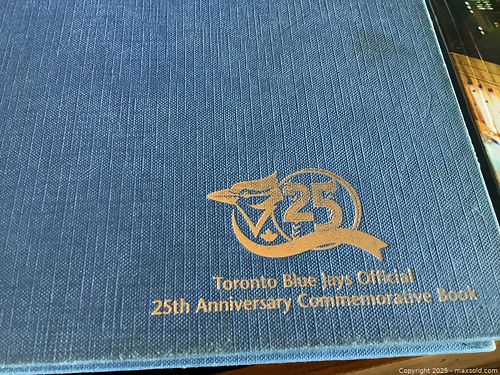 25
Toronto Blue Jays Official
25th Anniversary Commemorative Book
Copyright 2025 - maxsold.com